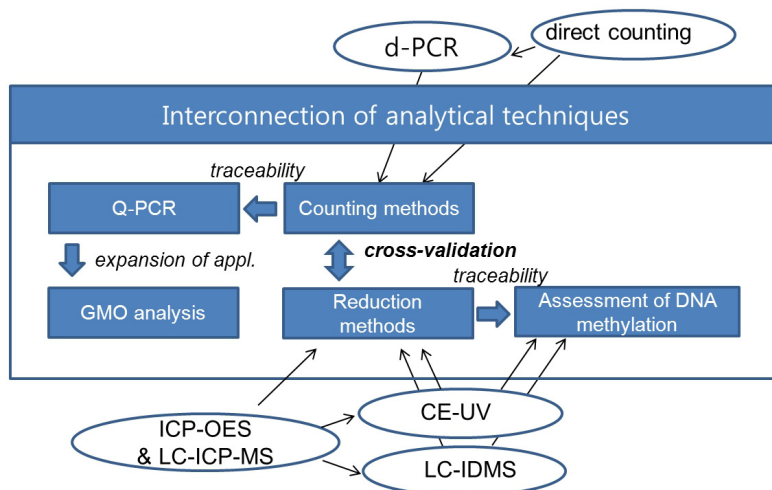 d-PCR
direct counting
Interconnection of analytical techniques
traceability
Q-PCR
Counting methods
expansion of appl.
cross-validation
traceability
GMO analysis
Reduction
methods
Assessment of DNA
methylation
ICP-OES
& LC-ICP-MS
CE-UV
LC-IDMS